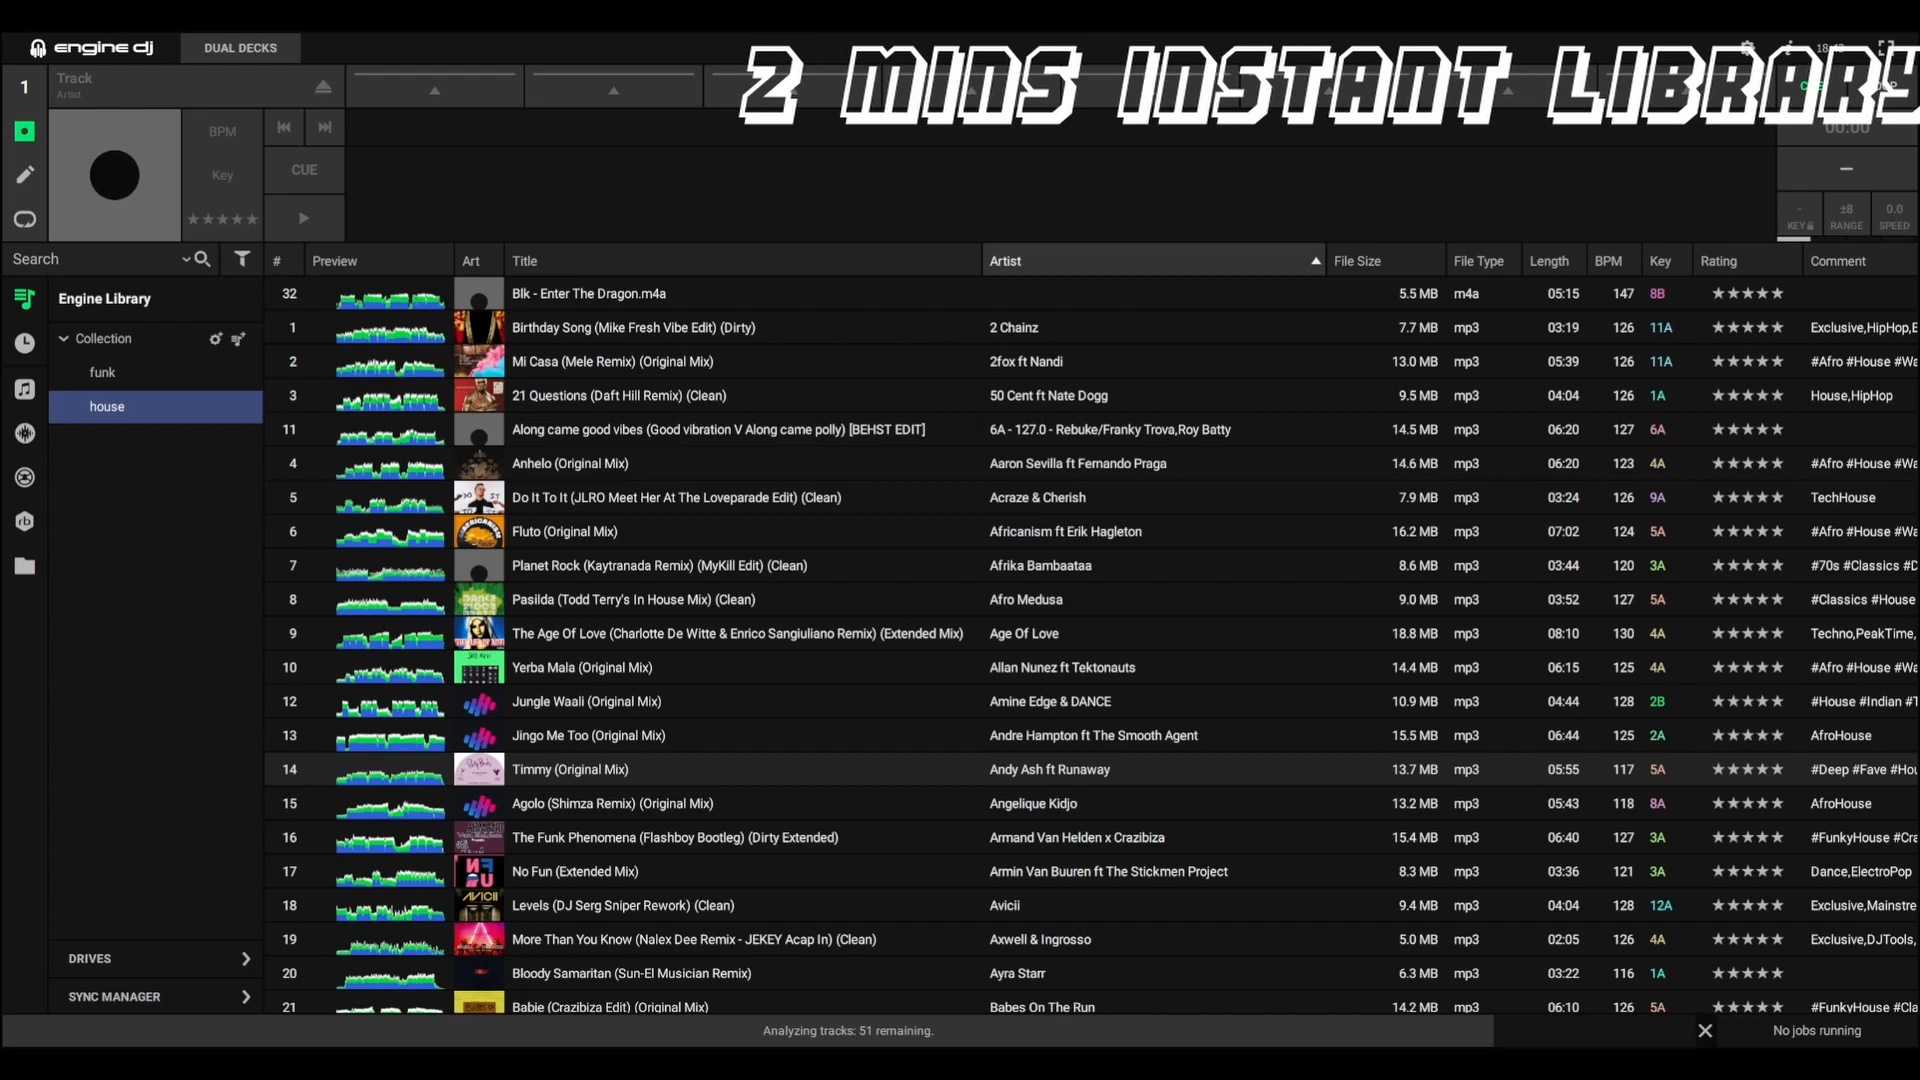 engine dj
DUAL DECKS
2 MINS INSTANT LIBRARY
1
Track
Artist
BPM
Key
CUE
00:00
-
KEY
±8
RANGE
0.0
SPEED
Search
# Preview Art Title Artist File Size File Type Length BPM Key Rating Comment
Engine Library
Collection
funk
house
DRIVES
SYNC MANAGER
32 Blk - Enter The Dragon.m4a 5.5 MB m4a 05:15 147 8B
1 Birthday Song (Mike Fresh Vibe Edit) (Dirty) 2 Chainz 7.7 MB mp3 03:19 126 11A Exclusive,HipHop,E
2 Mi Casa (Mele Remix) (Original Mix) 2fox ft Nandi 13.0 MB mp3 05:39 126 11A #Afro #House #Wa
3 21 Questions (Daft Hill Remix) (Clean) 50 Cent ft Nate Dogg 9.5 MB mp3 04:04 126 1A House,HipHop
11 Along came good vibes (Good vibration V Along came polly) [BEHST EDIT] 6A - 127.0 - Rebuke/Franky Trova,Roy Batty 14.5 MB mp3 06:20 127 6A
4 Anhelo (Original Mix) Aaron Sevilla ft Fernando Praga 14.6 MB mp3 06:20 123 4A #Afro #House #Wa
5 Do It To It (JLRO Meet Her At The Loveparade Edit) (Clean) Acraze & Cherish 7.9 MB mp3 03:24 126 9A TechHouse
6 Fluto (Original Mix) Africanism ft Erik Hagleton 16.2 MB mp3 07:02 124 5A #Afro #House #Wa
7 Planet Rock (Kaytranada Remix) (MyKill Edit) (Clean) Afrika Bambaataa 8.6 MB mp3 03:44 120 3A #70s #Classics #D
8 Pasilda (Todd Terry's In House Mix) (Clean) Afro Medusa 9.0 MB mp3 03:52 127 5A #Classics #House
9 The Age Of Love (Charlotte De Witte & Enrico Sangiuliano Remix) (Extended Mix) Age Of Love 18.8 MB mp3 08:10 130 4A Techno,PeakTime,
10 Yerba Mala (Original Mix) Allan Nunez ft Tektonauts 14.4 MB mp3 06:15 125 4A #Afro #House #Wa
12 Jungle Waali (Original Mix) Amine Edge & DANCE 10.9 MB mp3 04:44 128 2B #House #Indian #T
13 Jingo Me Too (Original Mix) Andre Hampton ft The Smooth Agent 15.5 MB mp3 06:44 125 2A AfroHouse
14 Timmy (Original Mix) Andy Ash ft Runaway 13.7 MB mp3 05:55 117 5A #Deep #Fave #Hou
15 Agolo (Shimza Remix) (Original Mix) Angelique Kidjo 13.2 MB mp3 05:43 118 8A AfroHouse
16 The Funk Phenomena (Flashboy Bootleg) (Dirty Extended) Armand Van Helden x Crazibiza 15.4 MB mp3 06:40 127 3A #FunkyHouse #Cra
17 No Fun (Extended Mix) Armin Van Buuren ft The Stickmen Project 8.3 MB mp3 03:36 121 3A Dance,ElectroPop
18 AVICII Levels (DJ Serg Sniper Rework) (Clean) Avicii 9.4 MB mp3 04:04 128 12A Exclusive,Mainstre
19 More Than You Know (Nalex Dee Remix - JEKEY Acap In) (Clean) Axwell & Ingrosso 5.0 MB mp3 02:05 126 4A Exclusive,DJTools,
20 Bloody Samaritan (Sun-El Musician Remix) Ayra Starr 6.3 MB mp3 03:22 116 1A
21 Babie (Crazibiza Edit) (Original Mix) Babes On The Run 14.2 MB mp3 06:10 126 5A #FunkyHouse #Cla
Analyzing tracks: 51 remaining.
No jobs running